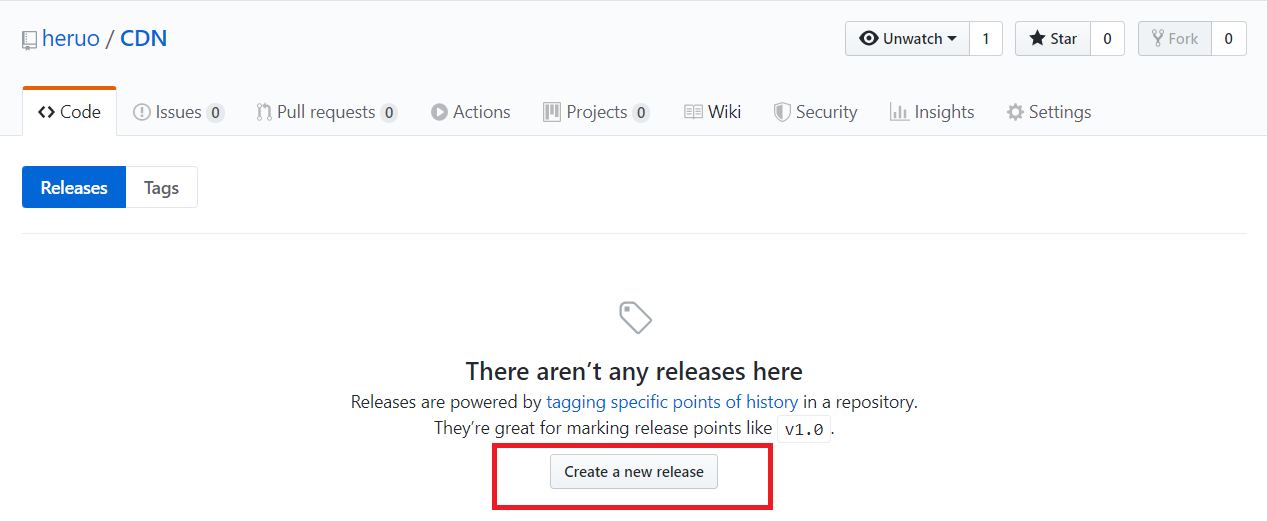 heruo / CDN Unwatch 1 Star 0 Fork 0
Code Issues 0 Pull requests 0 Actions Projects 0 Wiki Security Insights Settings
Releases Tags
There aren’t any releases here
Releases are powered by tagging specific points of history in a repository.
They’re great for marking release points like v1.0.
Create a new release